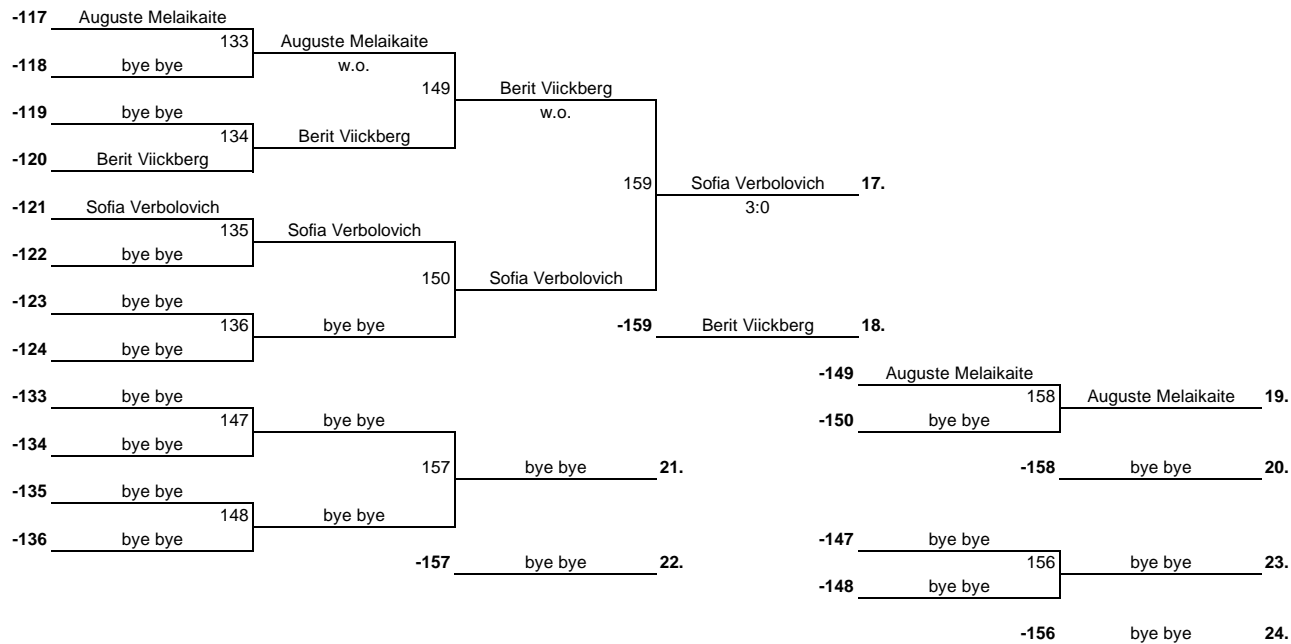 -117 Auguste Melaikaite
133 Auguste Melaikaite
-118 bye bye w.o.
149 Berit Viickberg
-119 bye bye w.o.
134 Berit Viickberg
-120 Berit Viickberg
159 Sofia Verbolovich 17.
-121 Sofia Verbolovich 3:0
135 Sofia Verbolovich
-122 bye bye
150 Sofia Verbolovich
-123 bye bye
136 bye bye -159 Berit Viickberg 18.
-124 bye bye
-149 Auguste Melaikaite
-133 bye bye 158 Auguste Melaikaite 19.
147 bye bye -150 bye bye
-134 bye bye
157 bye bye 21. -158 bye bye 20.
-135 bye bye
148 bye bye
-136 bye bye -147 bye bye
-157 bye bye 22. 156 bye bye 23.
-148 bye bye
-156 bye bye 24.